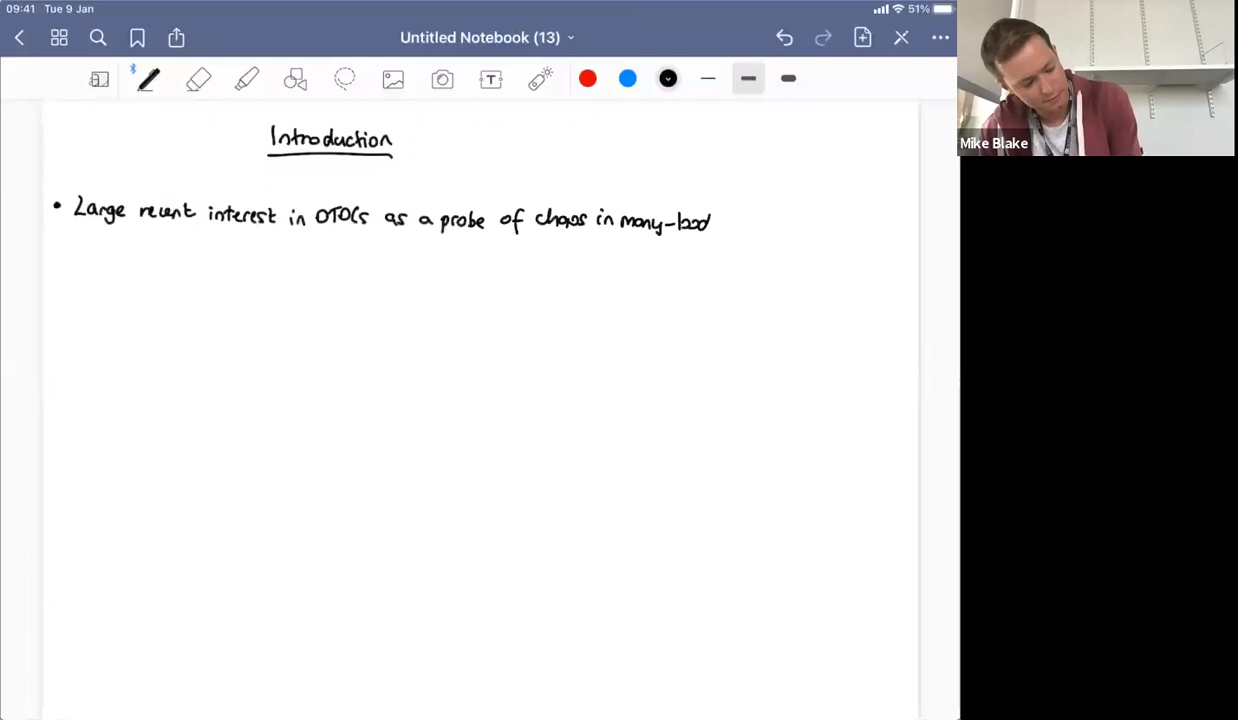 09:41 Tue 9 Jan
51%
Untitled Notebook (13)
T
Mike Blake
Introduction
• Large recent interest in OTOCs as a probe of chaos in many-bod